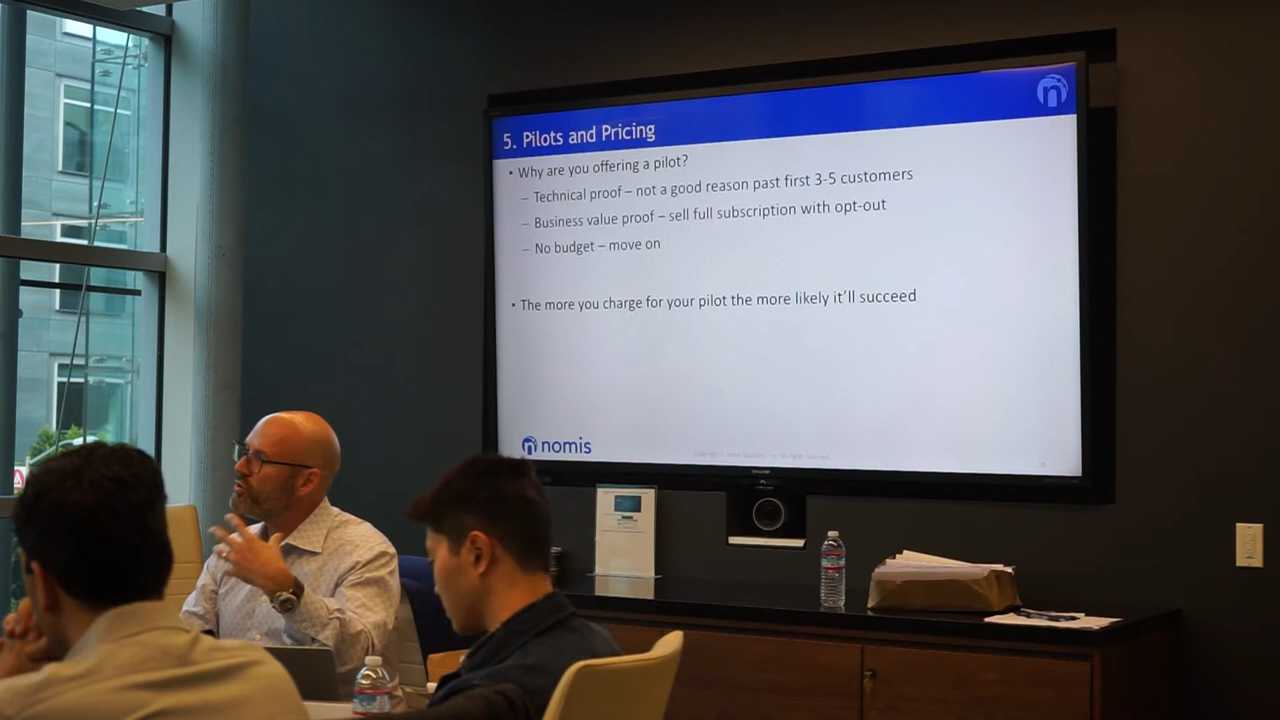 5. Pilots and Pricing
• Why are you offering a pilot?
– Technical proof – not a good reason past first 3-5 customers
– Business value proof – sell full subscription with opt-out
– No budget – move on
• The more you charge for your pilot the more likely it'll succeed
nomis